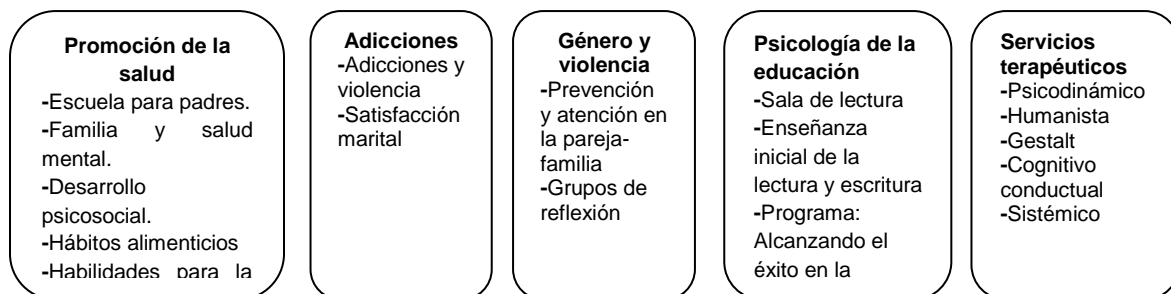 Promoción de la
salud
-Escuela para padres.
-Familia y salud
mental.
-Desarrollo
psicosocial.
-Hábitos alimenticios
-Habilidades para la
Adicciones
-Adicciones y
violencia
-Satisfacción
marital
Género y
violencia
-Prevención
y atención en
la pareja-
familia
-Grupos de
reflexión
Psicología de la
educación
-Sala de lectura
-Enseñanza
inicial de la
lectura y escritura
-Programa:
Alcanzando el
éxito en la
Servicios
terapéuticos
-Psicodinámico
-Humanista
-Gestalt
-Cognitivo
conductual
-Sistémico